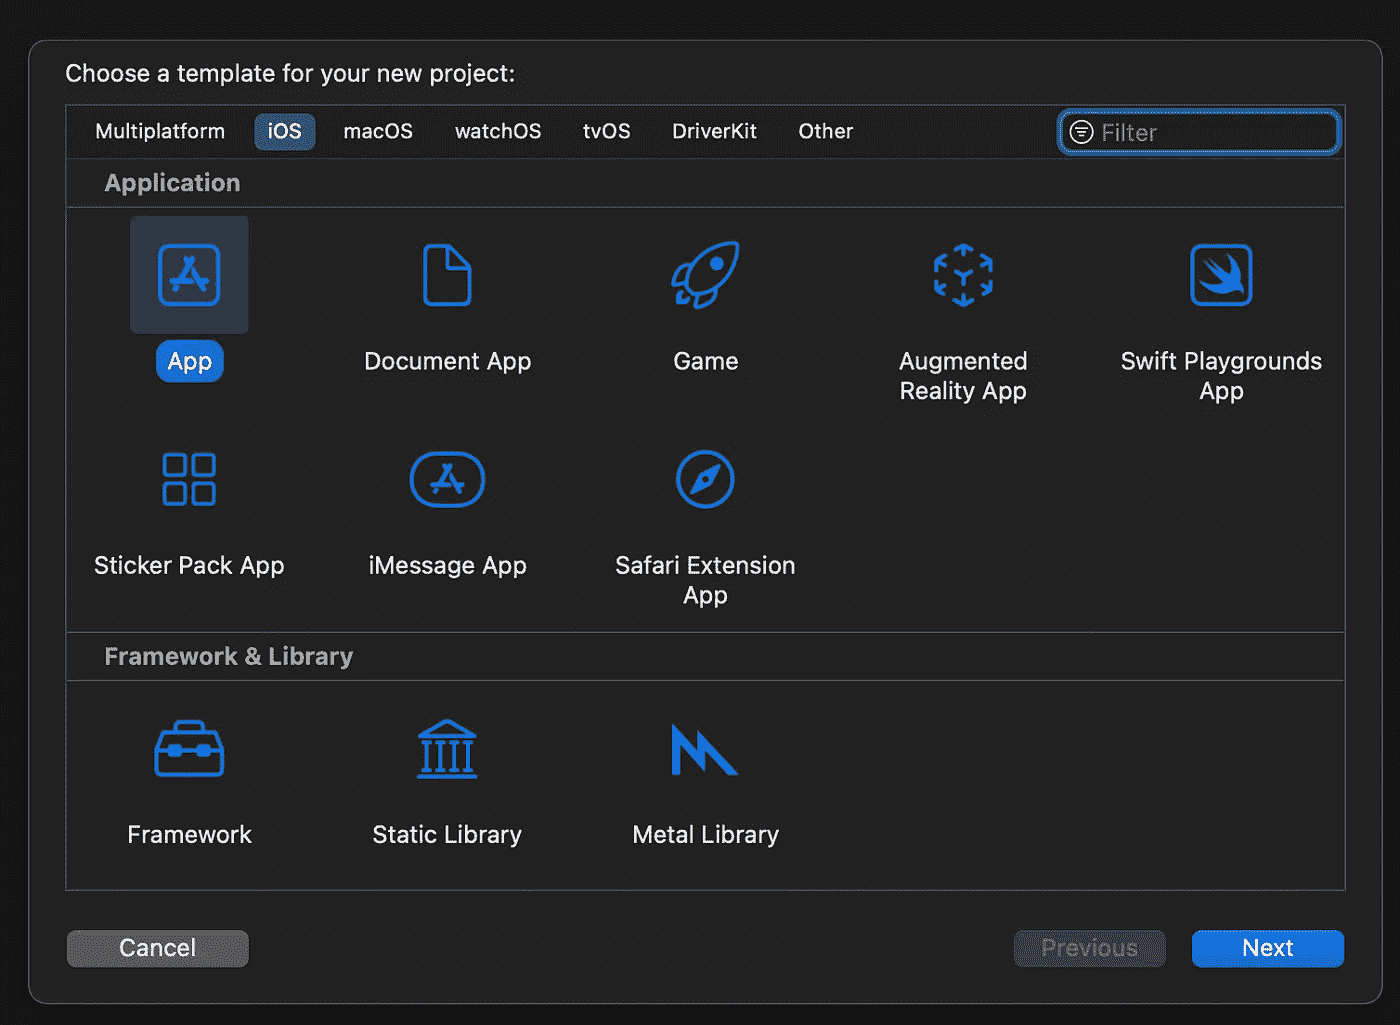 Choose a template for your new project:
Multiplatform iOS macOS watchOS tvOS DriverKit Other Filter
Application
App Document App Game Augmented Reality App Swift Playgrounds App
Sticker Pack App iMessage App Safari Extension App
Framework & Library
Framework Static Library Metal Library
Cancel Previous Next